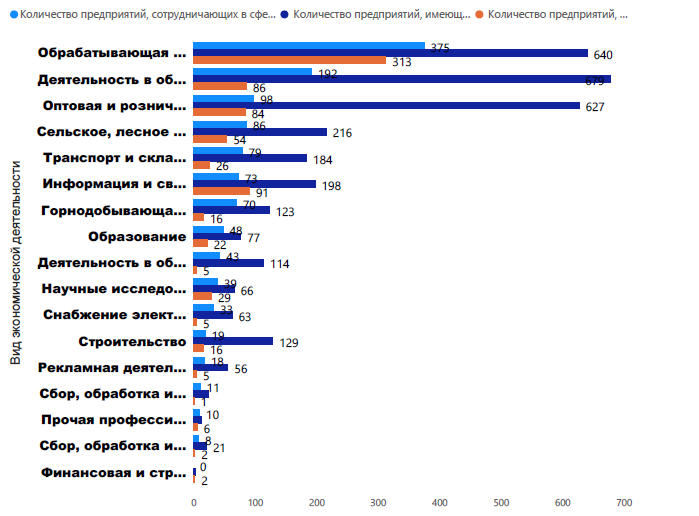 Количество предприятий, сотрудничающих в сфе... Количество предприятий, имеющ... Количество предприятий, ...
Вид экономической деятельности
Обрабатывающая ... 375 640 313
Деятельность в об... 192 679 86
Оптовая и рознич... 98 627 84
Сельское, лесное ... 86 216 54
Транспорт и скла... 79 184 26
Информация и св... 73 198 91
Горнодобывающа... 70 123 16
Образование 48 77 22
Деятельность в об... 43 114 5
Научные исследо... 39 66 29
Снабжение элект... 33 63 5
Строительство 19 129 16
Рекламная деятел... 18 56 5
Сбор, обработка и... 11 1
Прочая професси... 10 6
Сбор, обработка и... 8 21 2
Финансовая и стр... 0 2
0 100 200 300 400 500 600 700